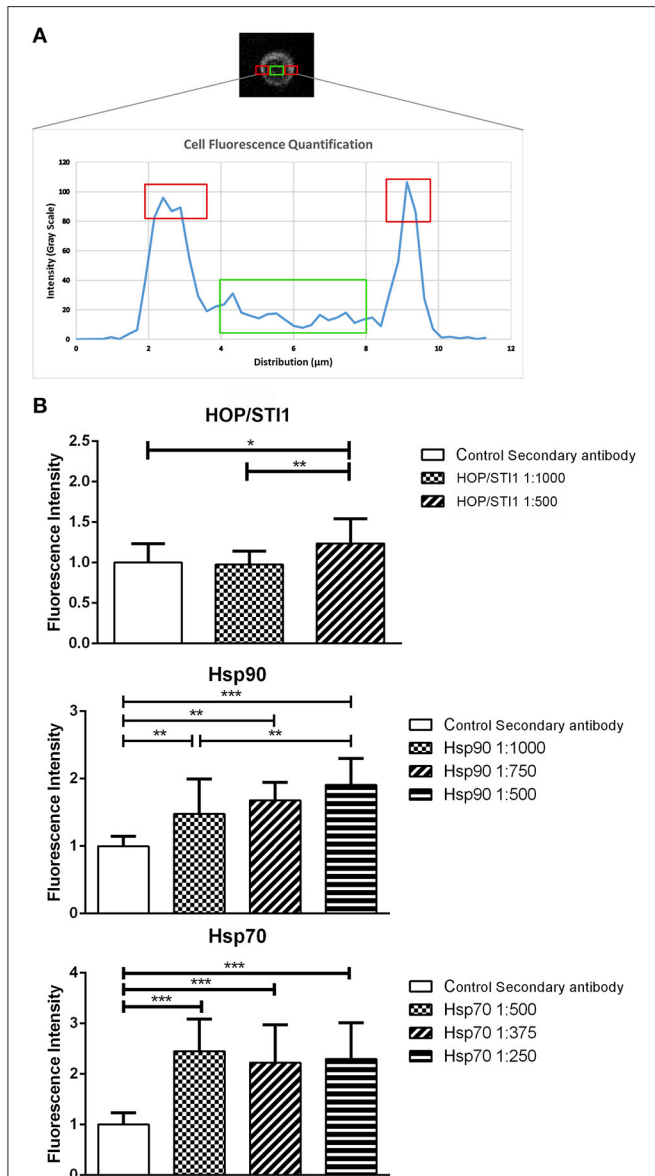 A
Cell Fluorescence Quantification
120
100
80
60
40
20
0
Intensity (Gray Scale)
0 2 4 6 8 10 12
Distribution (µm)
B
HOP/STI1
2.5
2.0
1.5
1.0
0.5
0.0
Fluorescence Intensity
*
**
Control Secondary antibody
HOP/STI1 1:1000
HOP/STI1 1:500
Hsp90
3
2
1
0
Fluorescence Intensity
***
**
** **
Control Secondary antibody
Hsp90 1:1000
Hsp90 1:750
Hsp90 1:500
Hsp70
4
3
2
1
0
Fluorescence Intensity
***
***
***
Control Secondary antibody
Hsp70 1:500
Hsp70 1:375
Hsp70 1:250